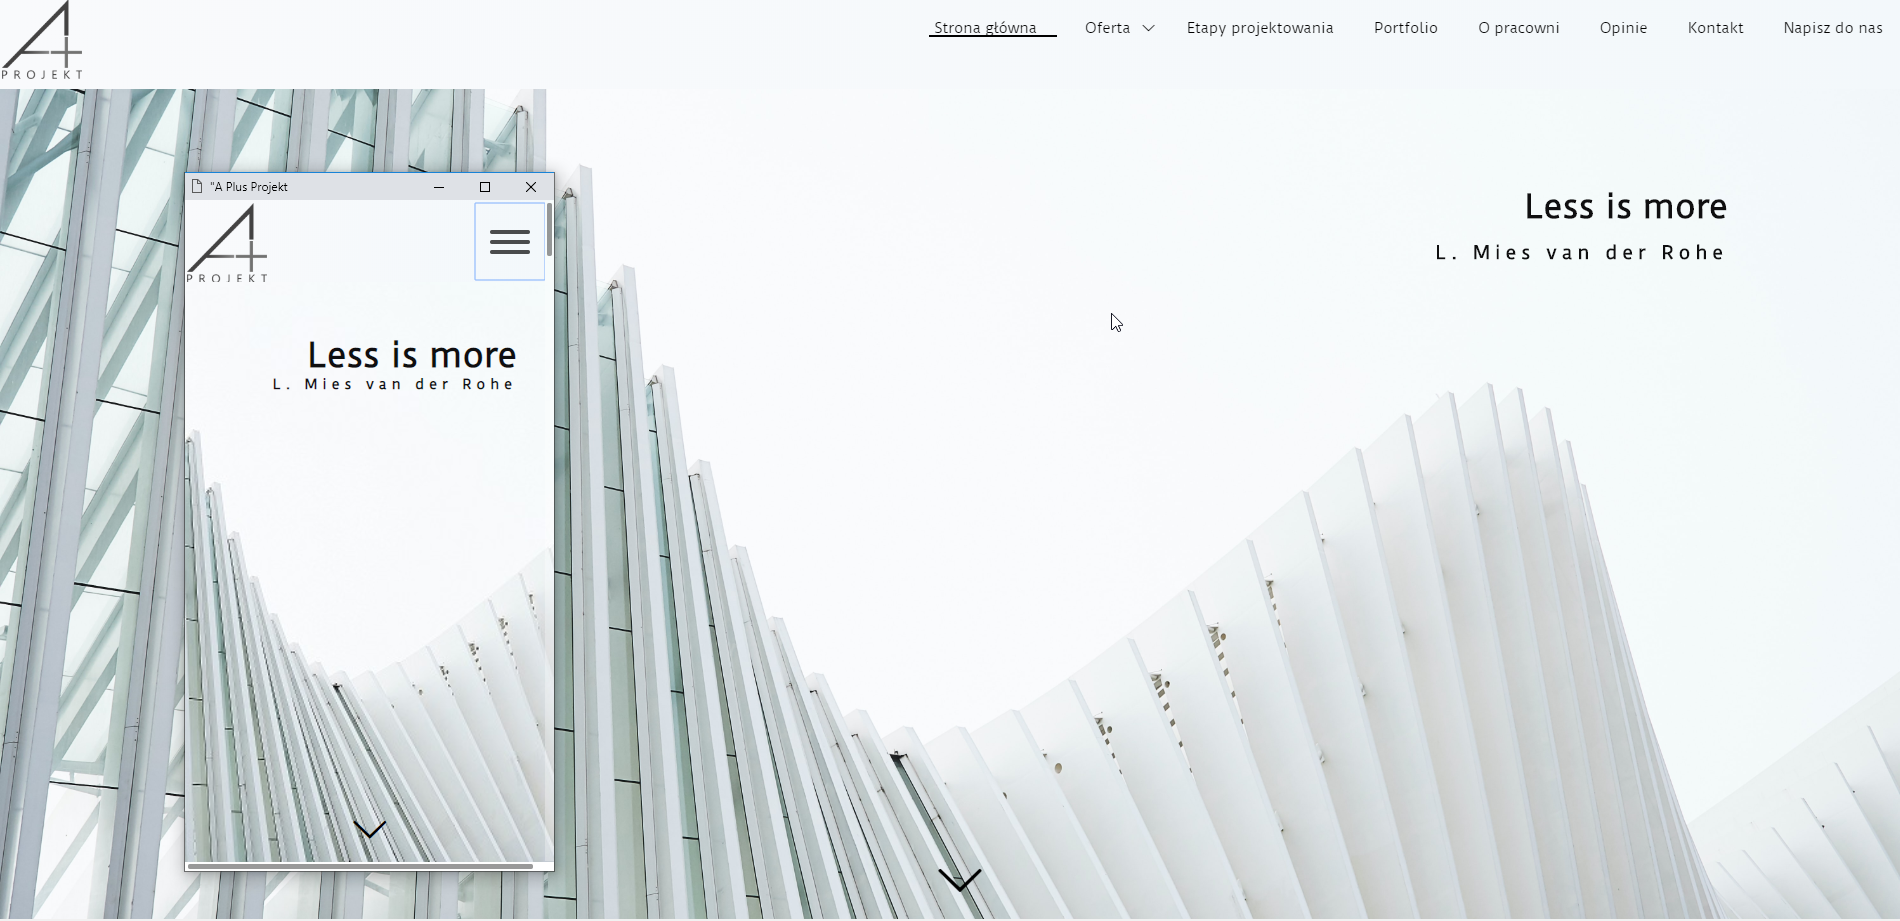 Strona główna Oferta Etapy projektowania Portfolio O pracowni Opinie Kontakt Napisz do nas
A+
PROJEKT
Less is more
L. Mies van der Rohe
"A Plus Projekt
A+
PROJEKT
Less is more
L. Mies van der Rohe